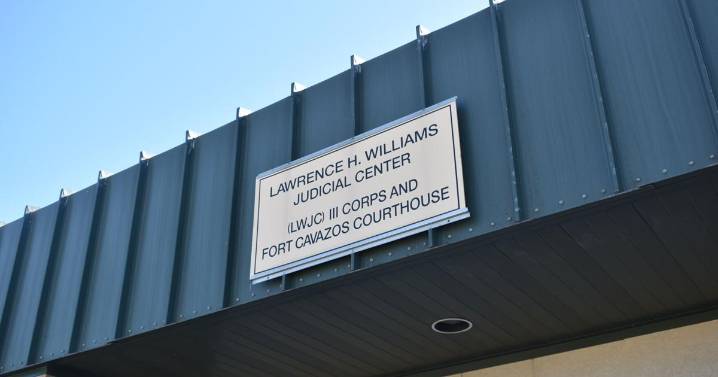 LAWRENCE H. WILLIAMS
JUDICIAL CENTER
(LWJC) III CORPS AND
FORT CAVAZOS COURTHOUSE